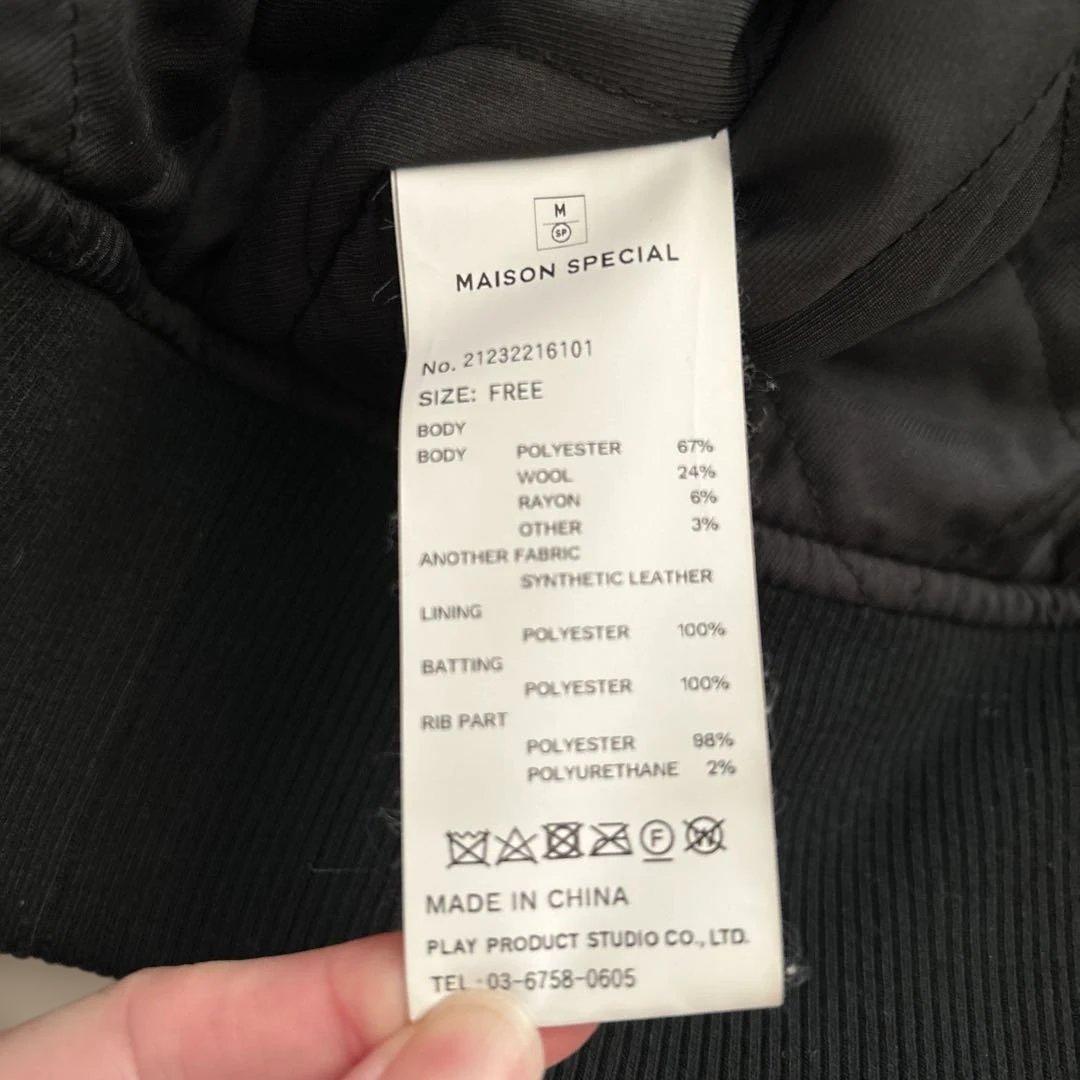 M
SP
MAISON SPECIAL
No. 21232216101
SIZE: FREE
BODY
BODY POLYESTER 67%
WOOL 24%
RAYON 6%
OTHER 3%
ANOTHER FABRIC
SYNTHETIC LEATHER
LINING
POLYESTER 100%
BATTING
POLYESTER 100%
RIB PART
POLYESTER 98%
POLYURETHANE 2%
F W
MADE IN CHINA
PLAY PRODUCT STUDIO CO., LTD.
TEL 03-6758-0605